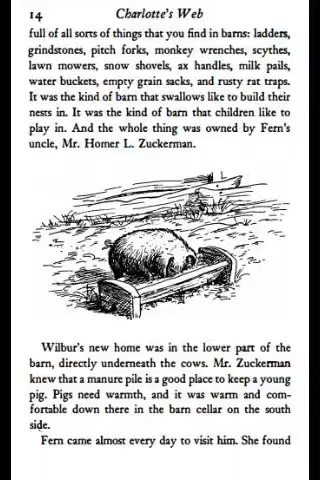 14 Charlotte's Web
full of all sorts of things that you find in barns: ladders,
grindstones, pitch forks, monkey wrenches, scythes,
lawn mowers, snow shovels, ax handles, milk pails,
water buckets, empty grain sacks, and rusty rat traps.
It was the kind of barn that swallows like to build their
nests in. It was the kind of barn that children like to
play in. And the whole thing was owned by Fern's
uncle, Mr. Homer L. Zuckerman.
Wilbur's new home was in the lower part of the
barn, directly underneath the cows. Mr. Zuckerman
knew that a manure pile is a good place to keep a young
pig. Pigs need warmth, and it was warm and com-
fortable down there in the barn cellar on the south
side.
Fern came almost every day to visit him. She found